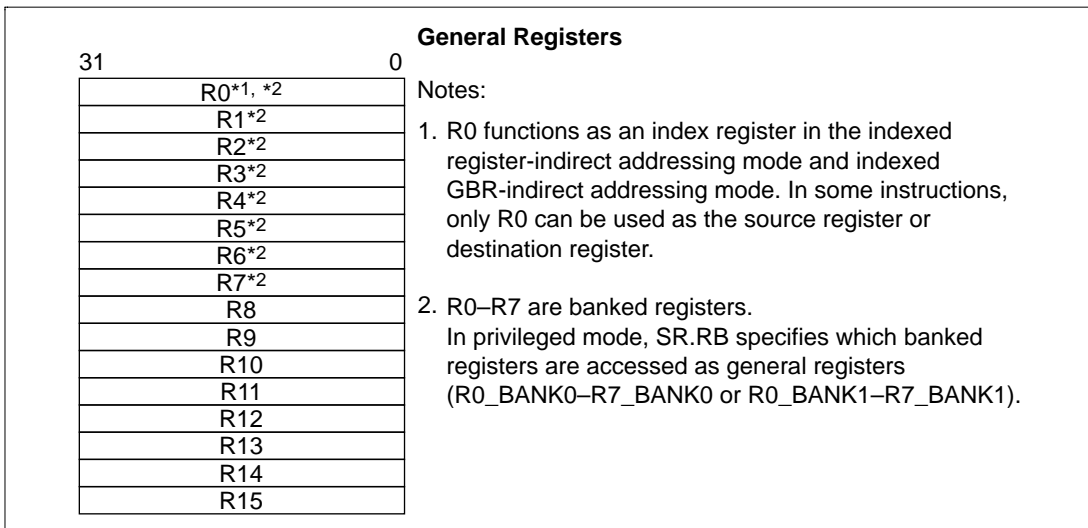 General Registers
31 0
R0*1, *2
R1*2
R2*2
R3*2
R4*2
R5*2
R6*2
R7*2
R8
R9
R10
R11
R12
R13
R14
R15
Notes:
1. R0 functions as an index register in the indexed
register-indirect addressing mode and indexed
GBR-indirect addressing mode. In some instructions,
only R0 can be used as the source register or
destination register.
2. R0–R7 are banked registers.
In privileged mode, SR.RB specifies which banked
registers are accessed as general registers
(R0_BANK0–R7_BANK0 or R0_BANK1–R7_BANK1).